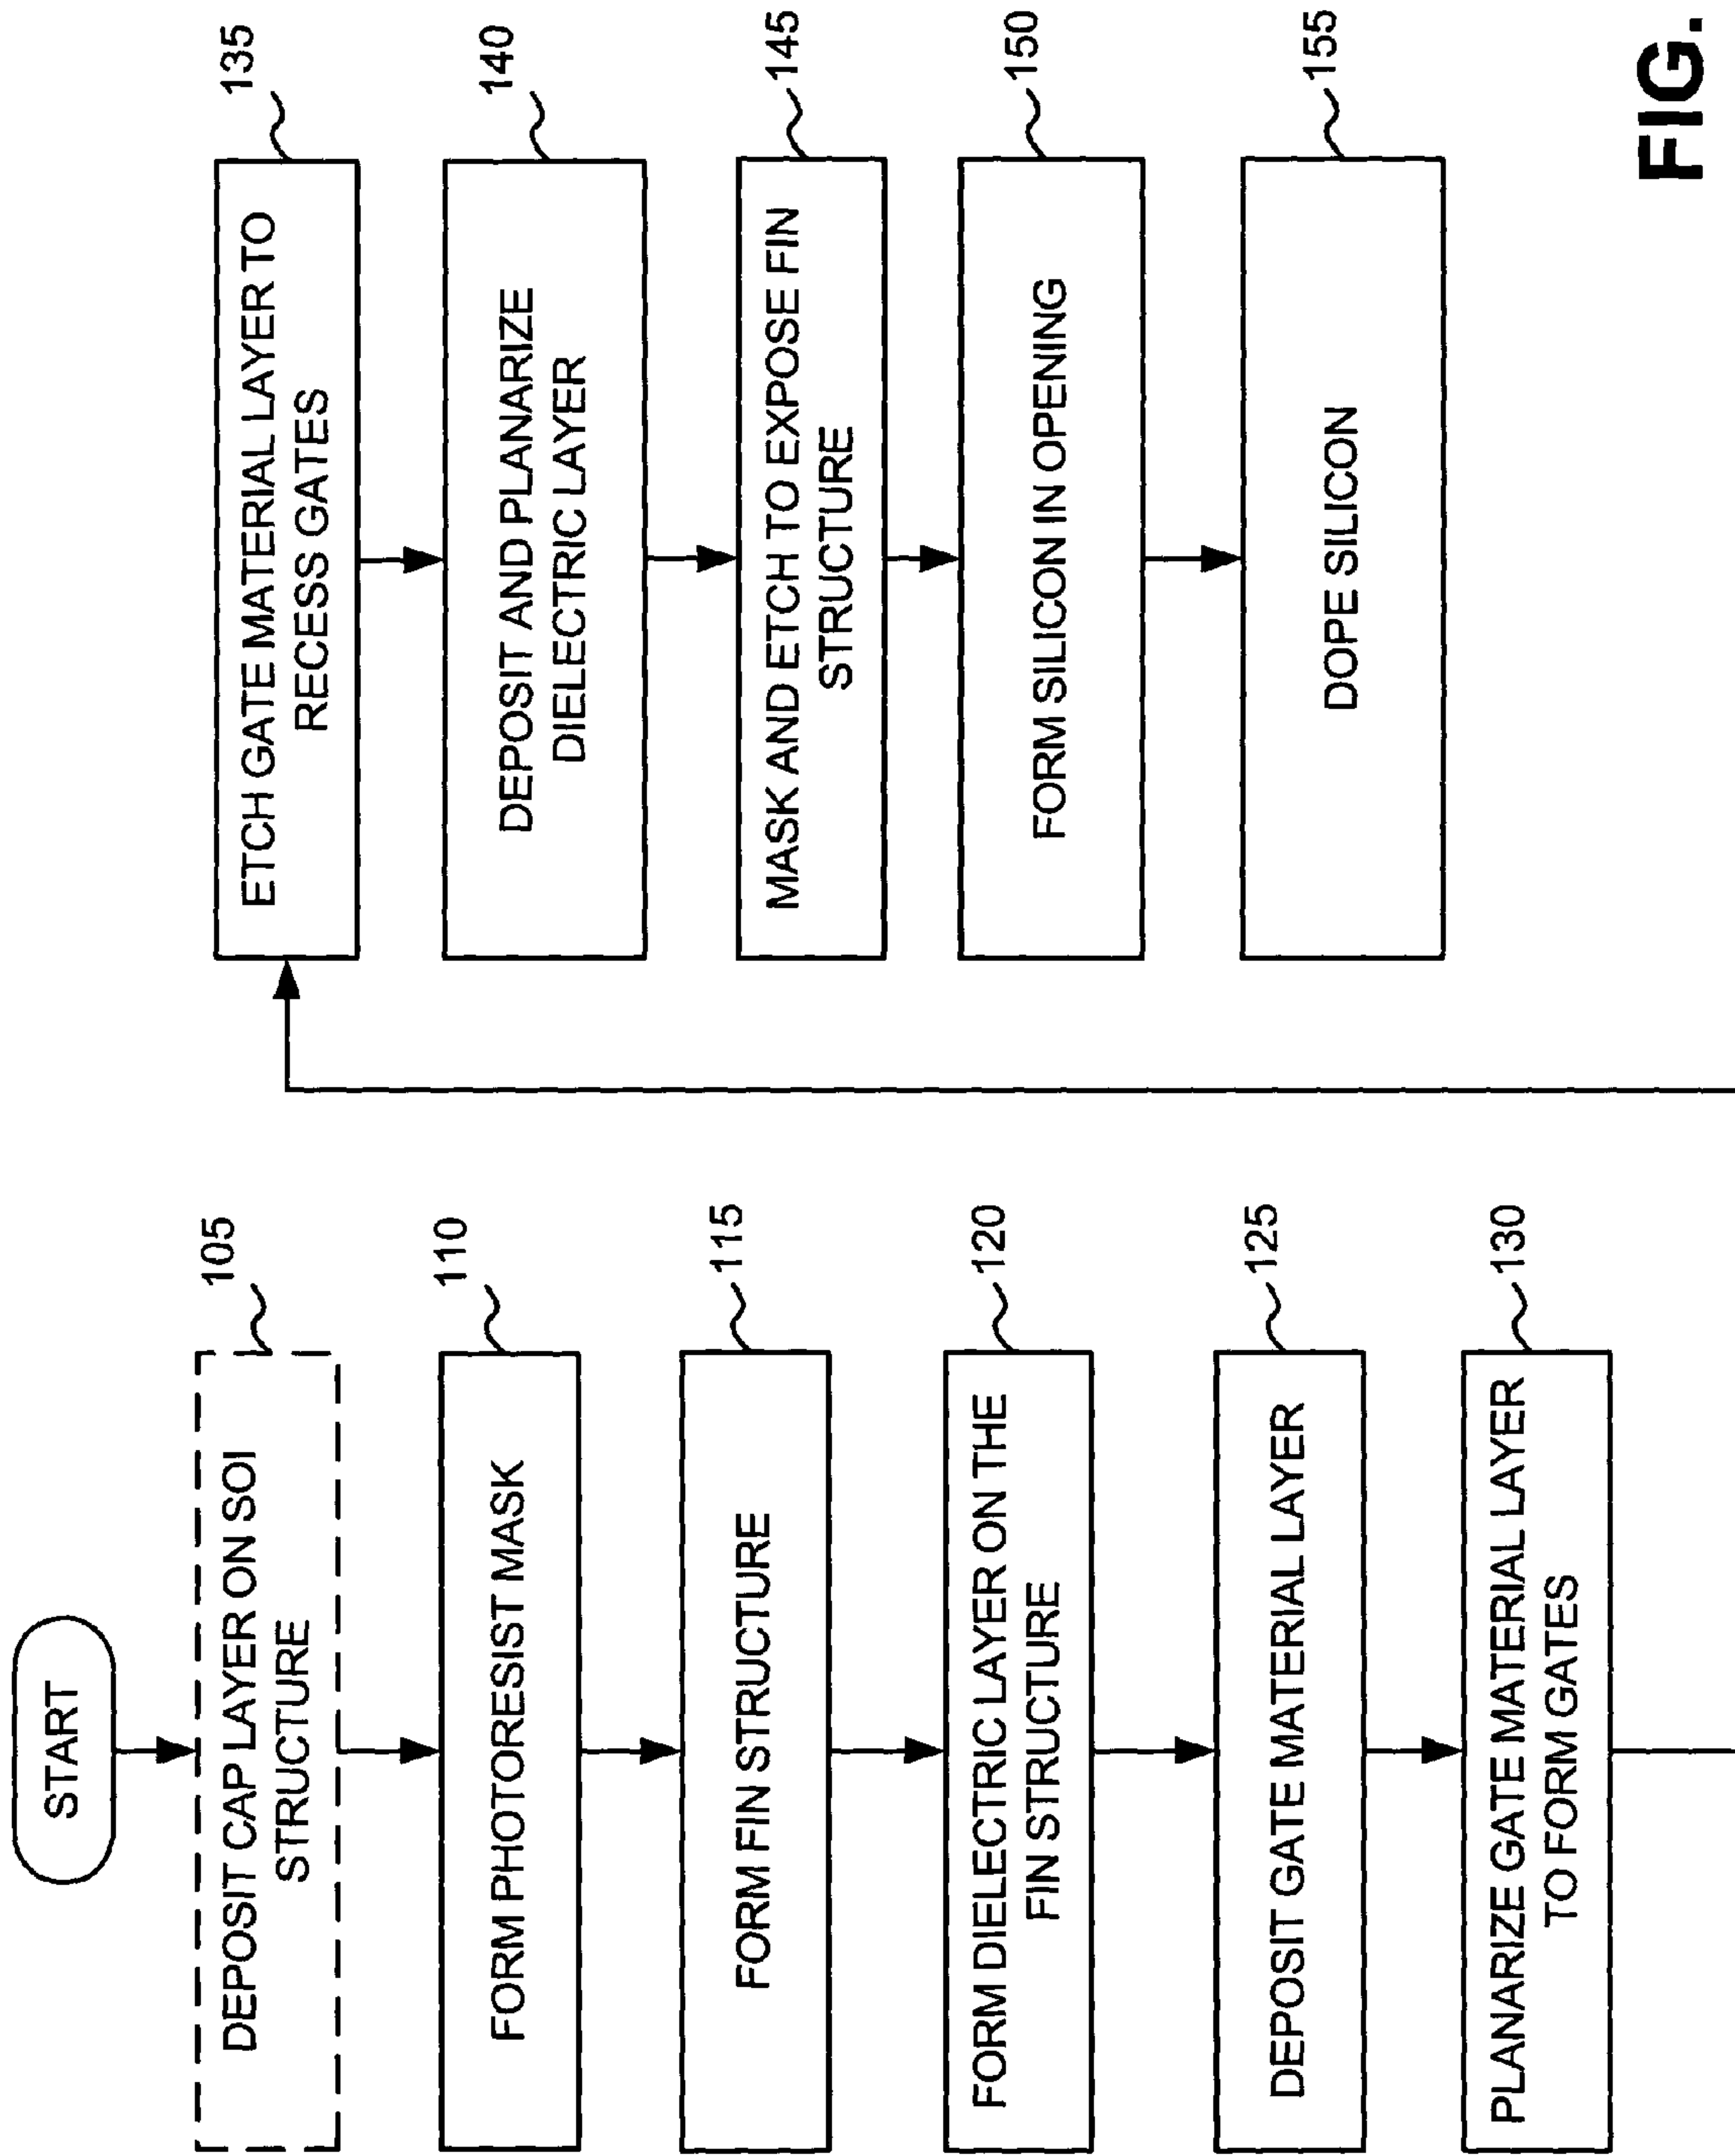 START
DEPOSIT CAP LAYER ON SOI
STRUCTURE
105
FORM PHOTORESIST MASK
110
FORM FIN STRUCTURE
115
FORM DIELECTRIC LAYER ON THE
FIN STRUCTURE
120
DEPOSIT GATE MATERIAL LAYER
125
PLANARIZE GATE MATERIAL LAYER
TO FORM GATES
130
ETCH GATE MATERIAL LAYER TO
RECESS GATES
135
DEPOSIT AND PLANARIZE
DIELECTRIC LAYER
140
MASK AND ETCH TO EXPOSE FIN
STRUCTURE
145
FORM SILICON IN OPENING
150
DOPE SILICON
155
FIG.